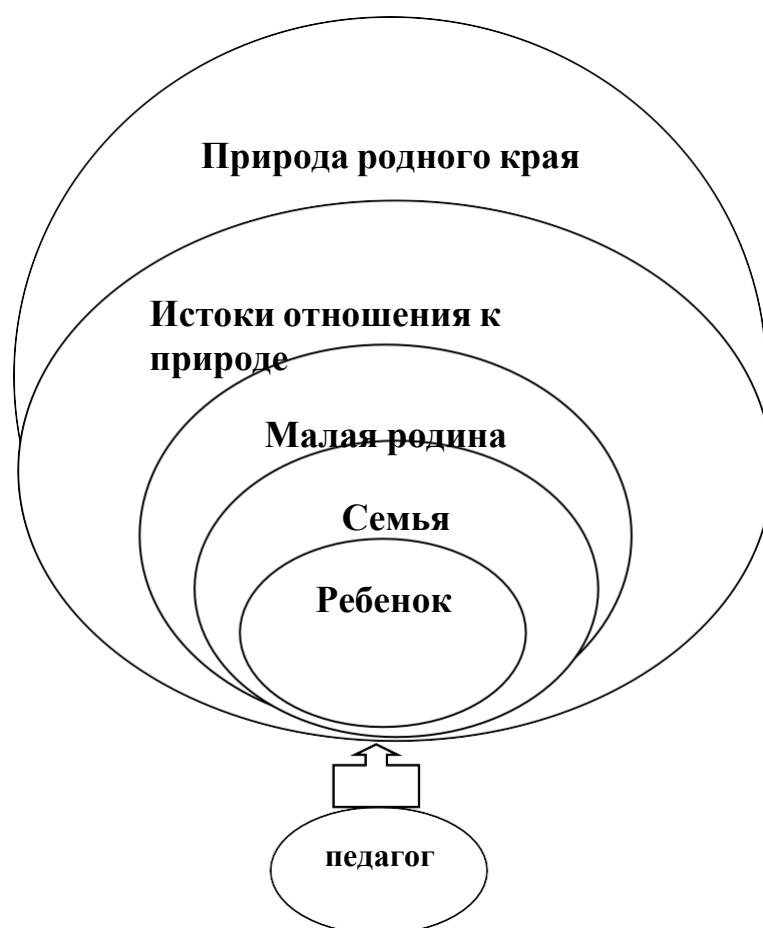 Природа родного края
Истоки отношения к
природе
Малая родина
Семья
Ребенок
педагог